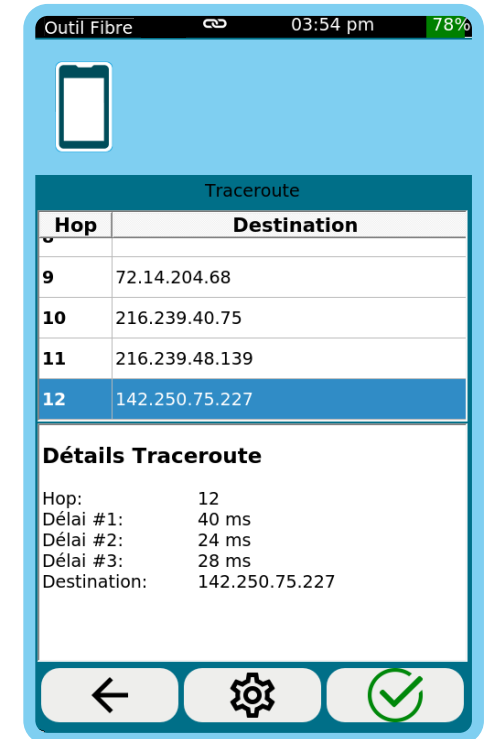 Outil Fibre 03:54 pm 78%
Traceroute
Hop Destination
9 72.14.204.68
10 216.239.40.75
11 216.239.48.139
12 142.250.75.227
Détails Traceroute
Hop: 12
Délai #1: 40 ms
Délai #2: 24 ms
Délai #3: 28 ms
Destination: 142.250.75.227